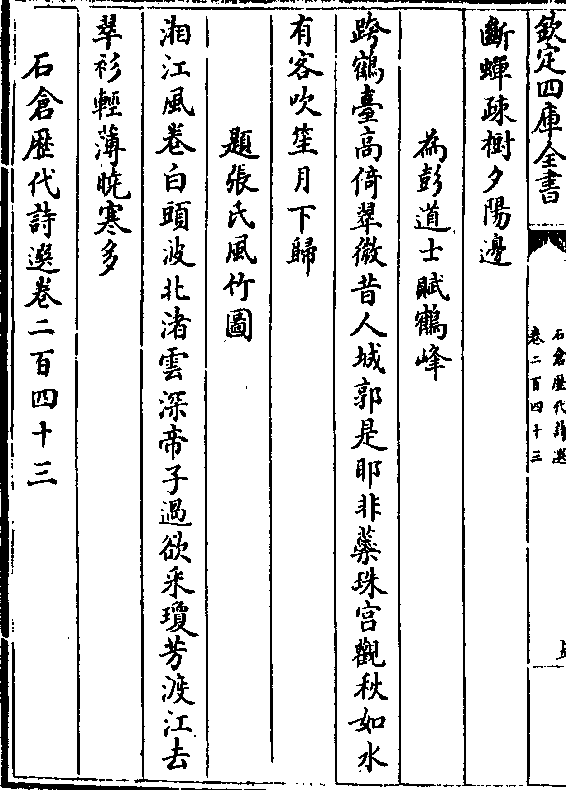 欽定四庫全書
石倉歷代詩選
卷二百四十三
斷蟬疎樹夕陽邊
為彭道士賦鶴峰
跨鶴臺高倚翠微昔人城郭是耶非蘂珠宫觀秋如水
有客吹笙月下歸
題張氏風竹圖
湘江風卷白頭波北渚雲深帝子過欲采瓊芳渡江去
翠衫輕薄晩寒多
石倉歷代詩選卷二百四十三